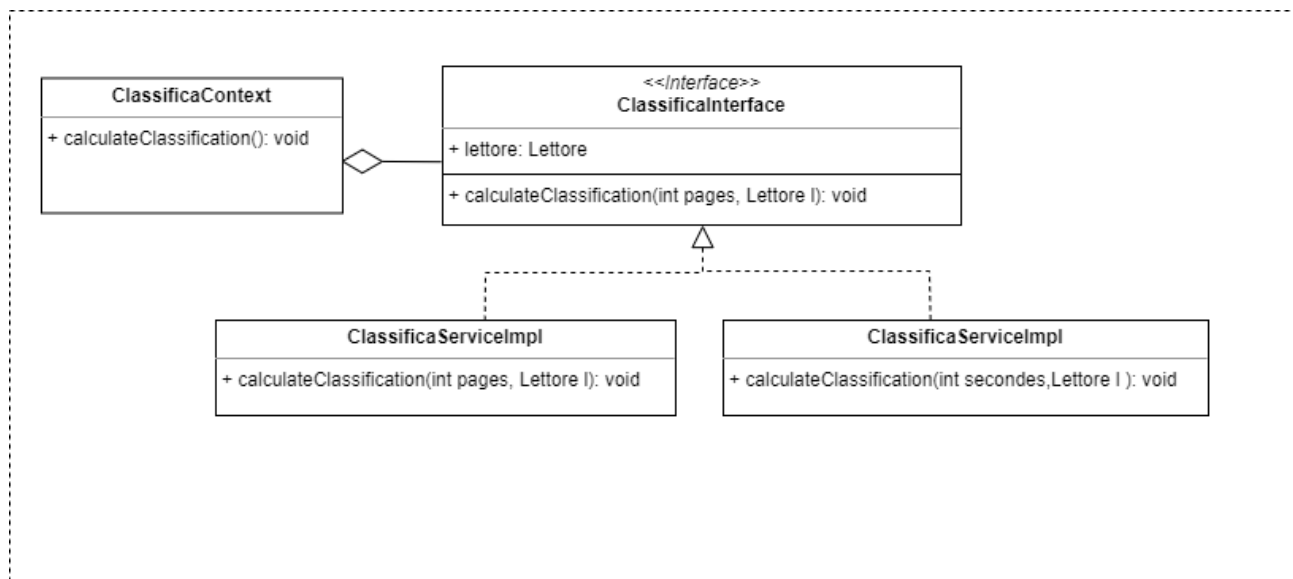 ClassificaContext
+ calculateClassification(): void
<<Interface>>
ClassificaInterface
+ lettore: Lettore
+ calculateClassification(int pages, Lettore l): void
ClassificaServiceImpl
+ calculateClassification(int pages, Lettore l): void
ClassificaServiceImpl
+ calculateClassification(int secondes,Lettore l ): void